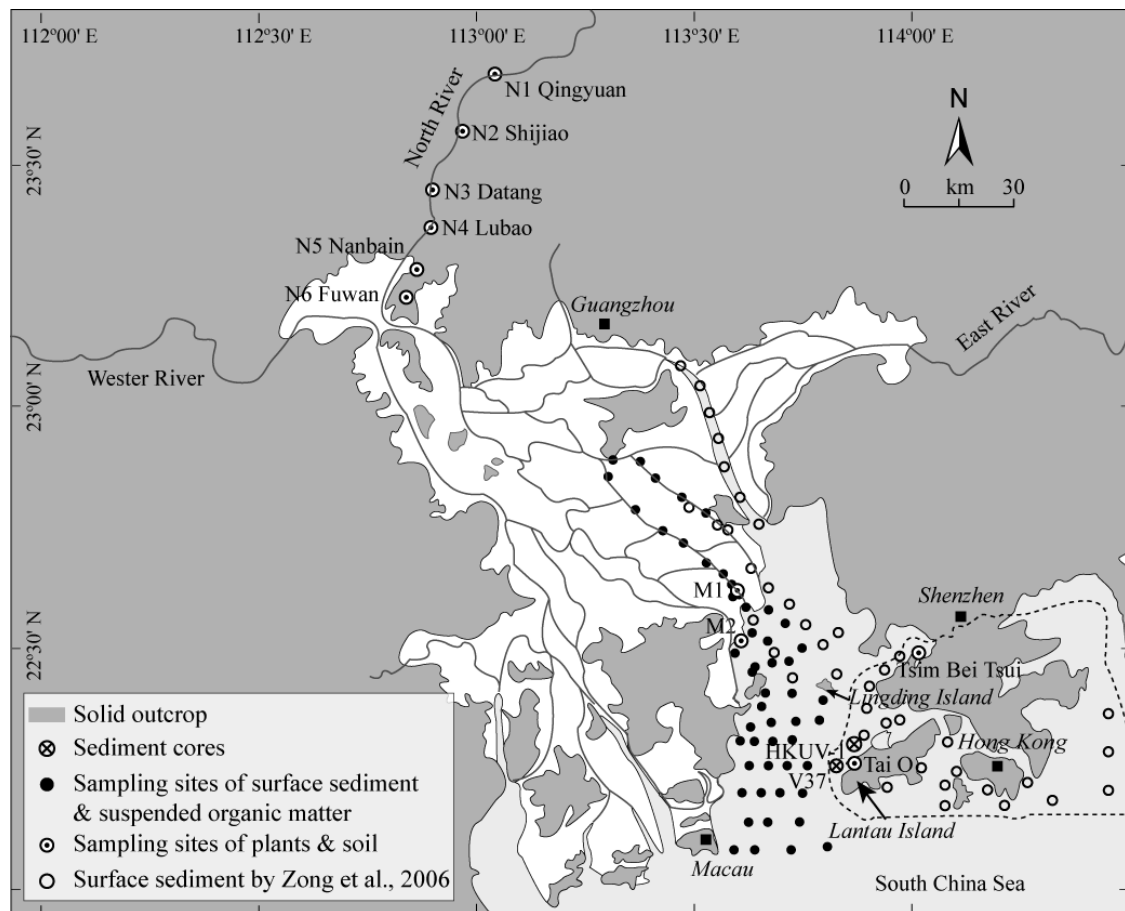 112°00' E
112°30' E
113°00' E
113°30' E
114°00' E
N1 Qingyuan
North River
N2 Shijiao
N
23°30' N
N3 Datang
0 km 30
N4 Lubao
N5 Nanbain
N6 Fuwan
Guangzhou
East River
Wester River
23°00' N
M1
Shenzhen
M2
22°30' N
Tsim Bei Tsui
Lingding Island
HKUV-1
Hong Kong
Tai O
V37
Lantau Island
Macau
South China Sea
Solid outcrop
Sediment cores
Sampling sites of surface sediment
& suspended organic matter
Sampling sites of plants & soil
Surface sediment by Zong et al., 2006